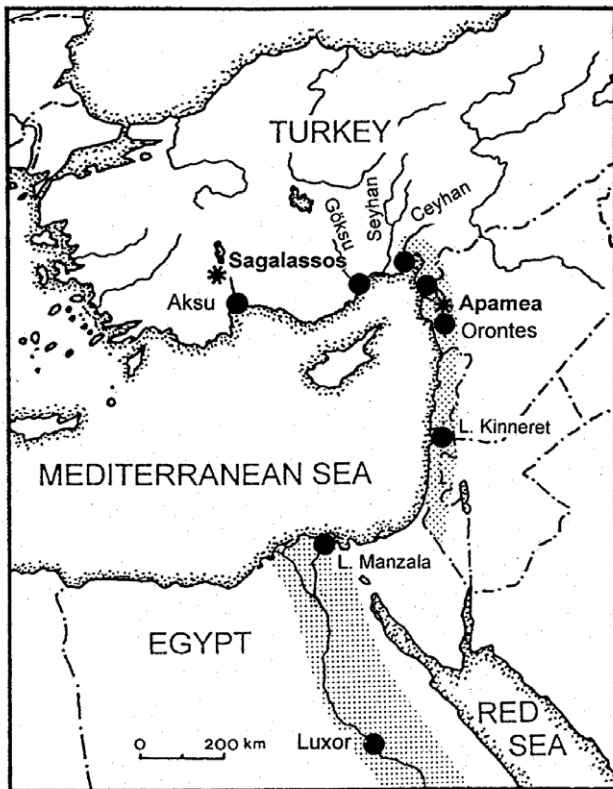 TURKEY
Göksu
Seyhan
Ceyhan
Sagalassos
Aksu
Apamea
Orontes
L. Kinneret
MEDITERRANEAN SEA
L. Manzala
EGYPT
0 200 km
Luxor
RED
SEA